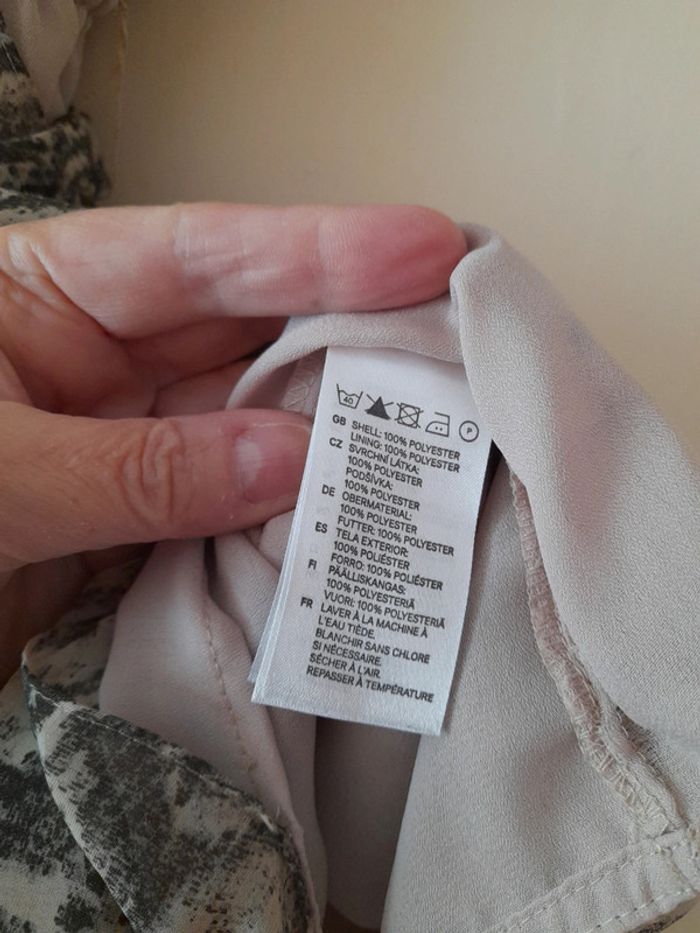 40 P
GB SHELL: 100% POLYESTER
LINING: 100% POLYESTER
CZ SVRCHNÍ LÁTKA:
100% POLYESTER
PODŠÍVKA:
100% POLYESTER
DE OBERMATERIAL:
100% POLYESTER
FUTTER: 100% POLYESTER
ES TELA EXTERIOR:
100% POLIÉSTER
FORRO: 100% POLIÉSTER
FI PÄÄLLISKANGAS:
100% POLYESTERIÄ
VUORI: 100% POLYESTERIÄ
FR LAVER À LA MACHINE À
L'EAU TIÈDE.
BLANCHIR SANS CHLORE
SI NÉCESSAIRE.
SÉCHER À L'AIR.
REPASSER À TEMPÉRATURE